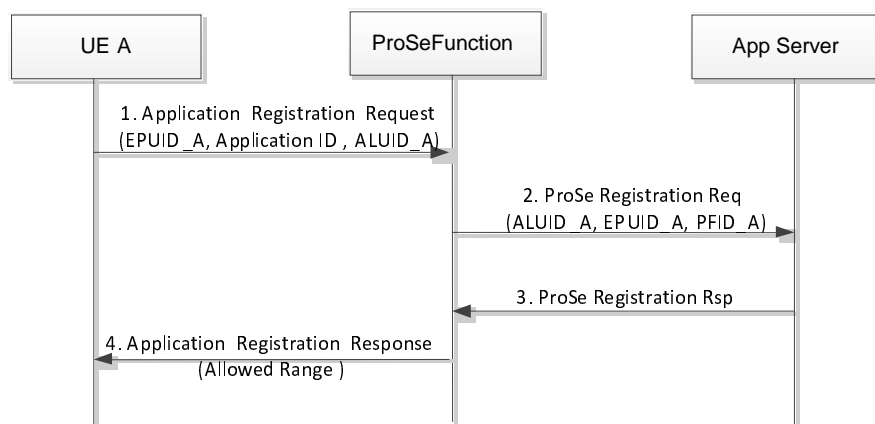 UE A
ProSeFunction
App Server
1. Application Registration Request
(EPUID_A, Application ID , ALUID_A)
2. ProSe Registration Req
(ALUID_A, EPUID_A, PFID_A)
3. ProSe Registration Rsp
4. Application Registration Response
(Allowed Range )